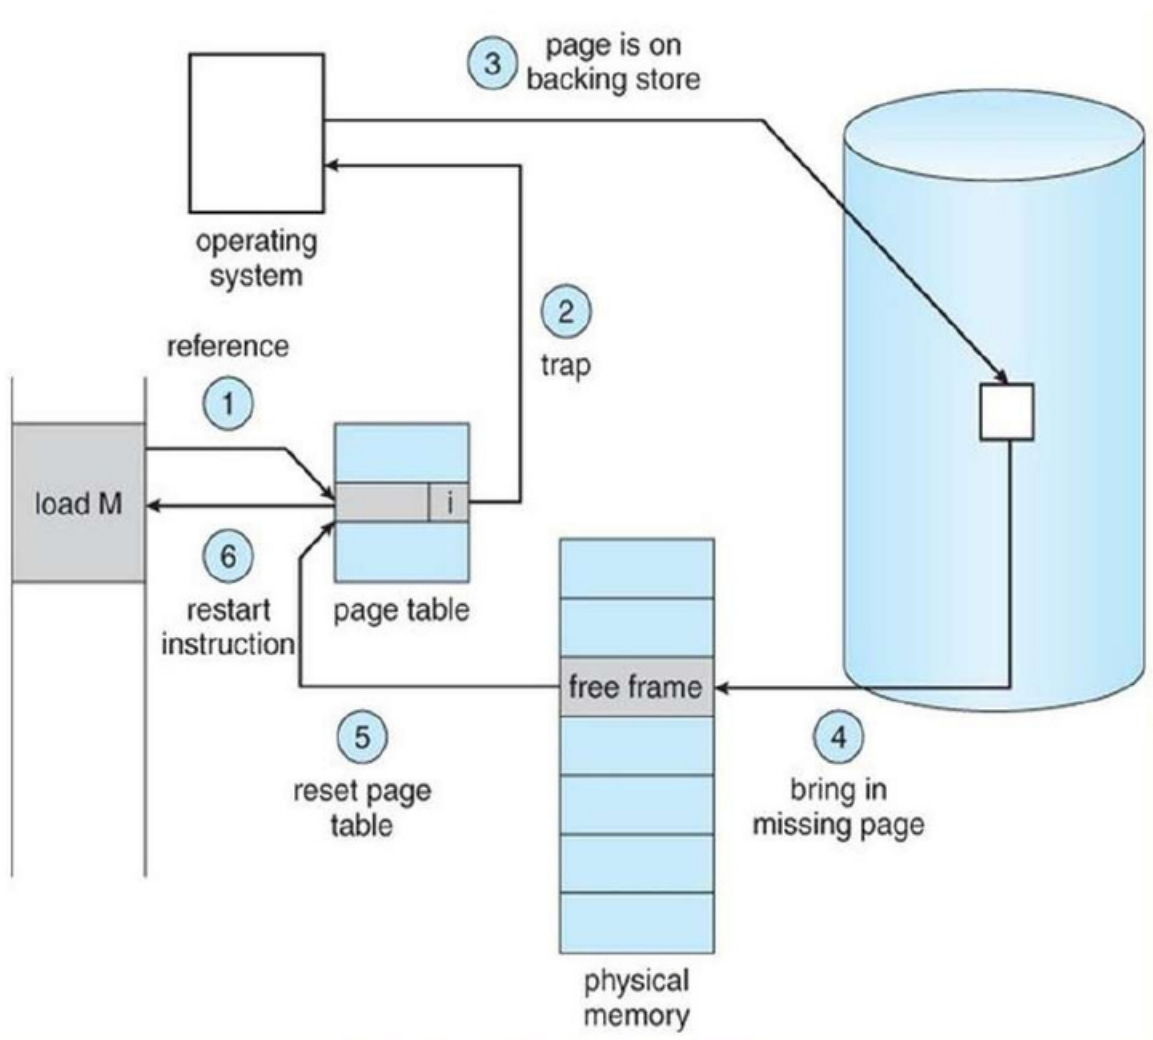 3
page is on
backing store
operating
system
2
trap
reference
1
load M
i
6
restart
instruction
page table
free frame
5
reset page
table
4
bring in
missing page
physical
memory